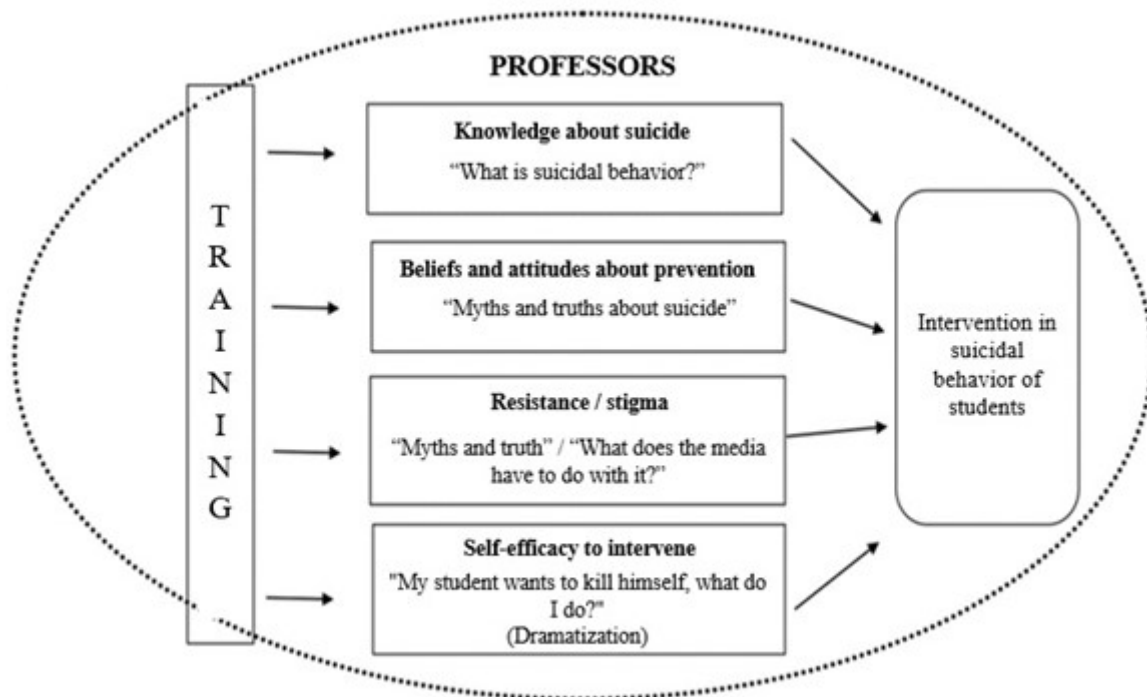 PROFESSORS
TRAINING
Knowledge about suicide
“What is suicidal behavior?”
Beliefs and attitudes about prevention
“Myths and truths about suicide”
Resistance / stigma
“Myths and truth” / “What does the media
have to do with it?”
Self-efficacy to intervene
"My student wants to kill himself, what do
I do?"
(Dramatization)
Intervention in
suicidal
behavior of
students